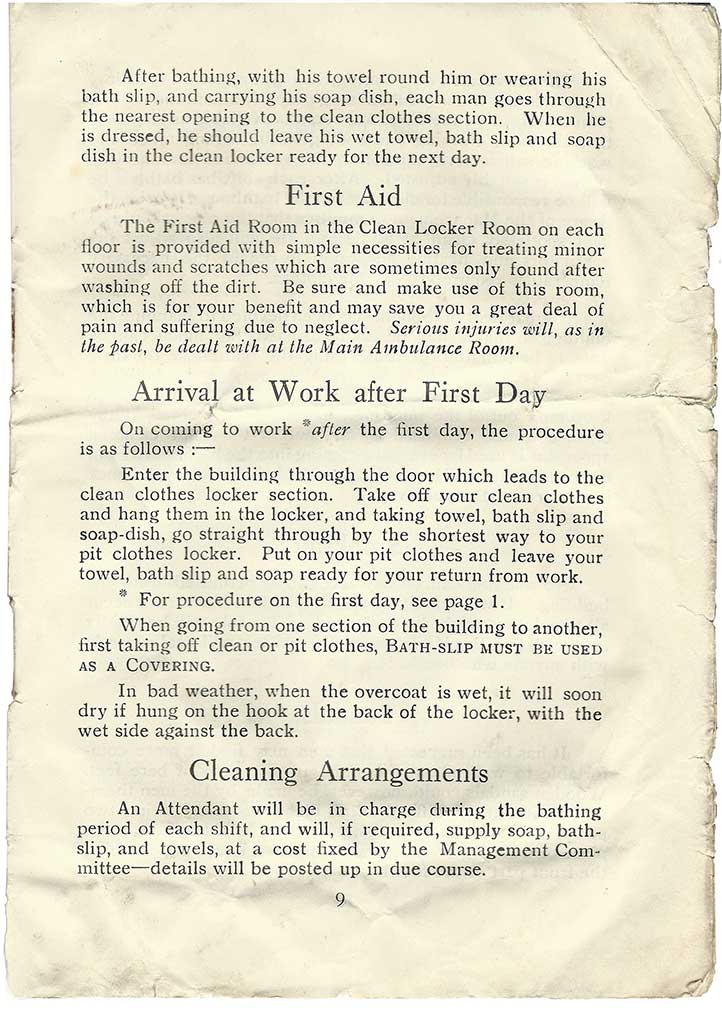 After bathing, with his towel round him or wearing his
bath slip, and carrying his soap dish, each man goes through
the nearest opening to the clean clothes section. When he
is dressed, he should leave his wet towel, bath slip and soap
dish in the clean locker ready for the next day.
First Aid
The First Aid Room in the Clean Locker Room on each
floor is provided with simple necessities for treating minor
wounds and scratches which are sometimes only found after
washing off the dirt. Be sure and make use of this room,
which is for your benefit and may save you a great deal of
pain and suffering due to neglect. Serious injuries will, as in
the past, be dealt with at the Main Ambulance Room.
Arrival at Work after First Day
On coming to work *after the first day, the procedure
is as follows :—
Enter the building through the door which leads to the
clean clothes locker section. Take off your clean clothes
and hang them in the locker, and taking towel, bath slip and
soap-dish, go straight through by the shortest way to your
pit clothes locker. Put on your pit clothes and leave your
towel, bath slip and soap ready for your return from work.
* For procedure on the first day, see page 1.
When going from one section of the building to another,
first taking off clean or pit clothes, BATH-SLIP MUST BE USED
AS A COVERING.
In bad weather, when the overcoat is wet, it will soon
dry if hung on the hook at the back of the locker, with the
wet side against the back.
Cleaning Arrangements
An Attendant will be in charge during the bathing
period of each shift, and will, if required, supply soap, bath-
slip, and towels, at a cost fixed by the Management Com-
mittee—details will be posted up in due course.
9